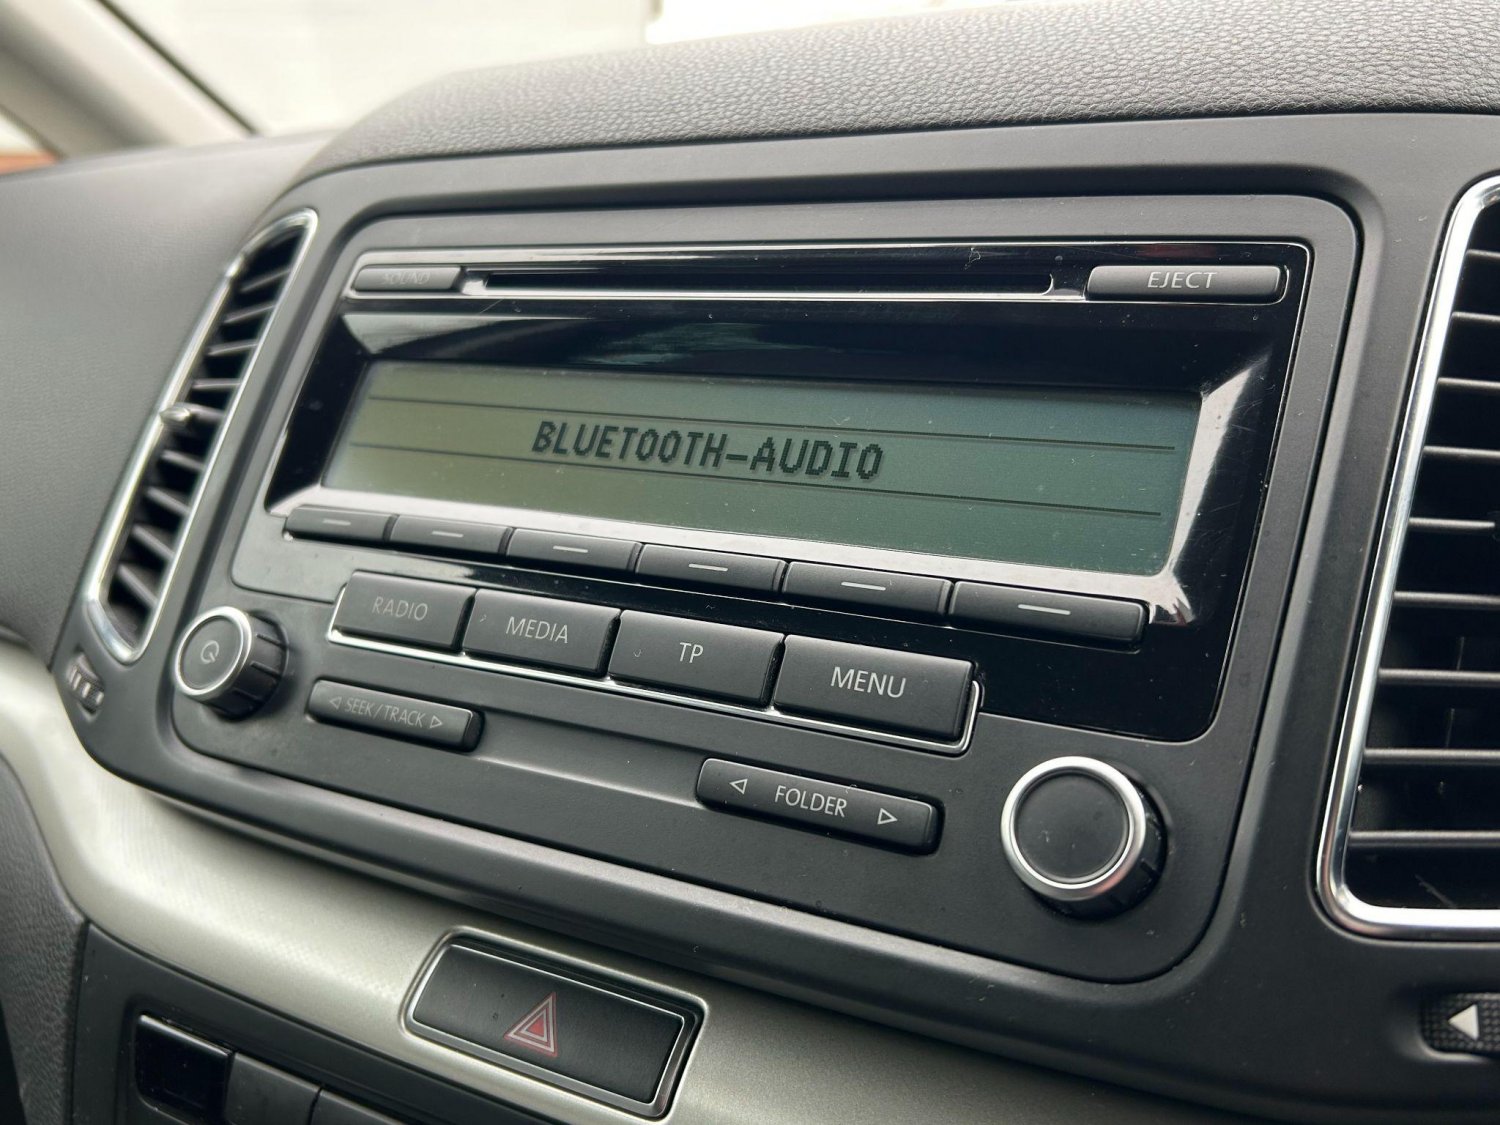 SOUND
EJECT
BLUETOOTH-AUDIO
RADIO
MEDIA
TP
MENU
SEEK/TRACK
FOLDER